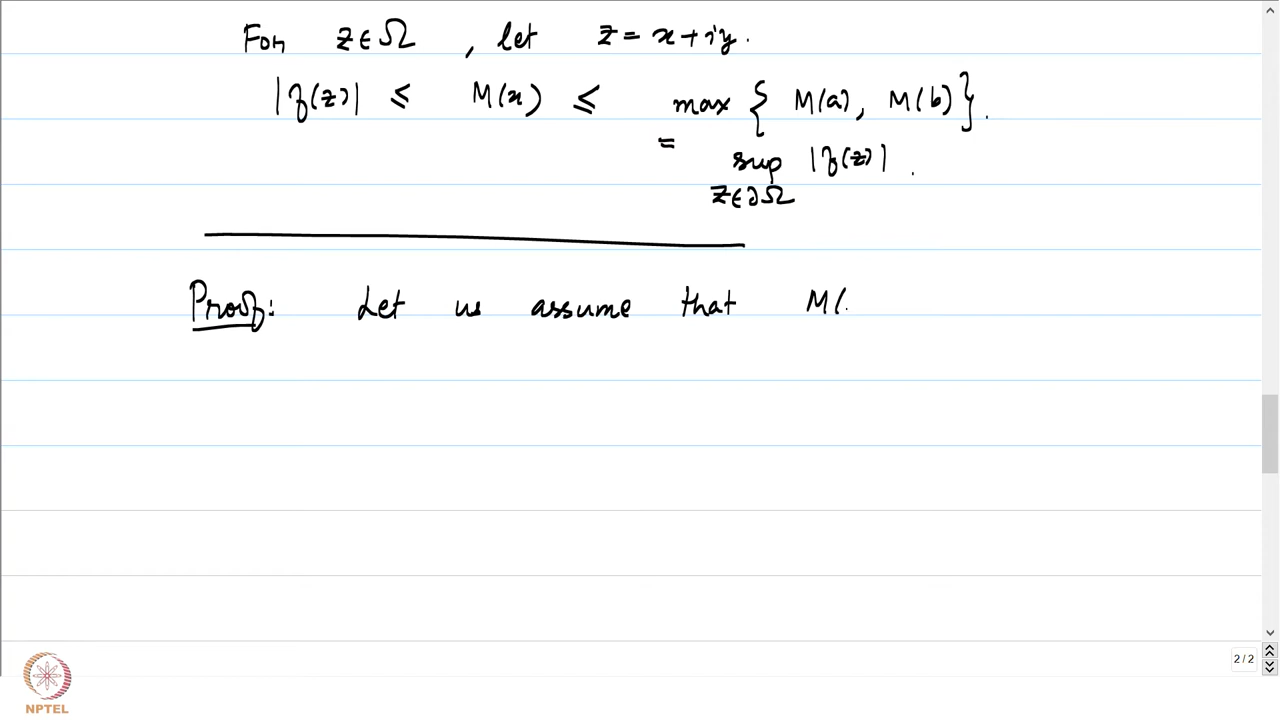 For z ∈ Ω , let z = x + iy.
|f(z)| ≤ M(x) ≤ max { M(a), M(b) }.
= sup |f(z)| .
z ∈ ∂Ω
Proof: Let us assume that M(
2 / 2
NPTEL